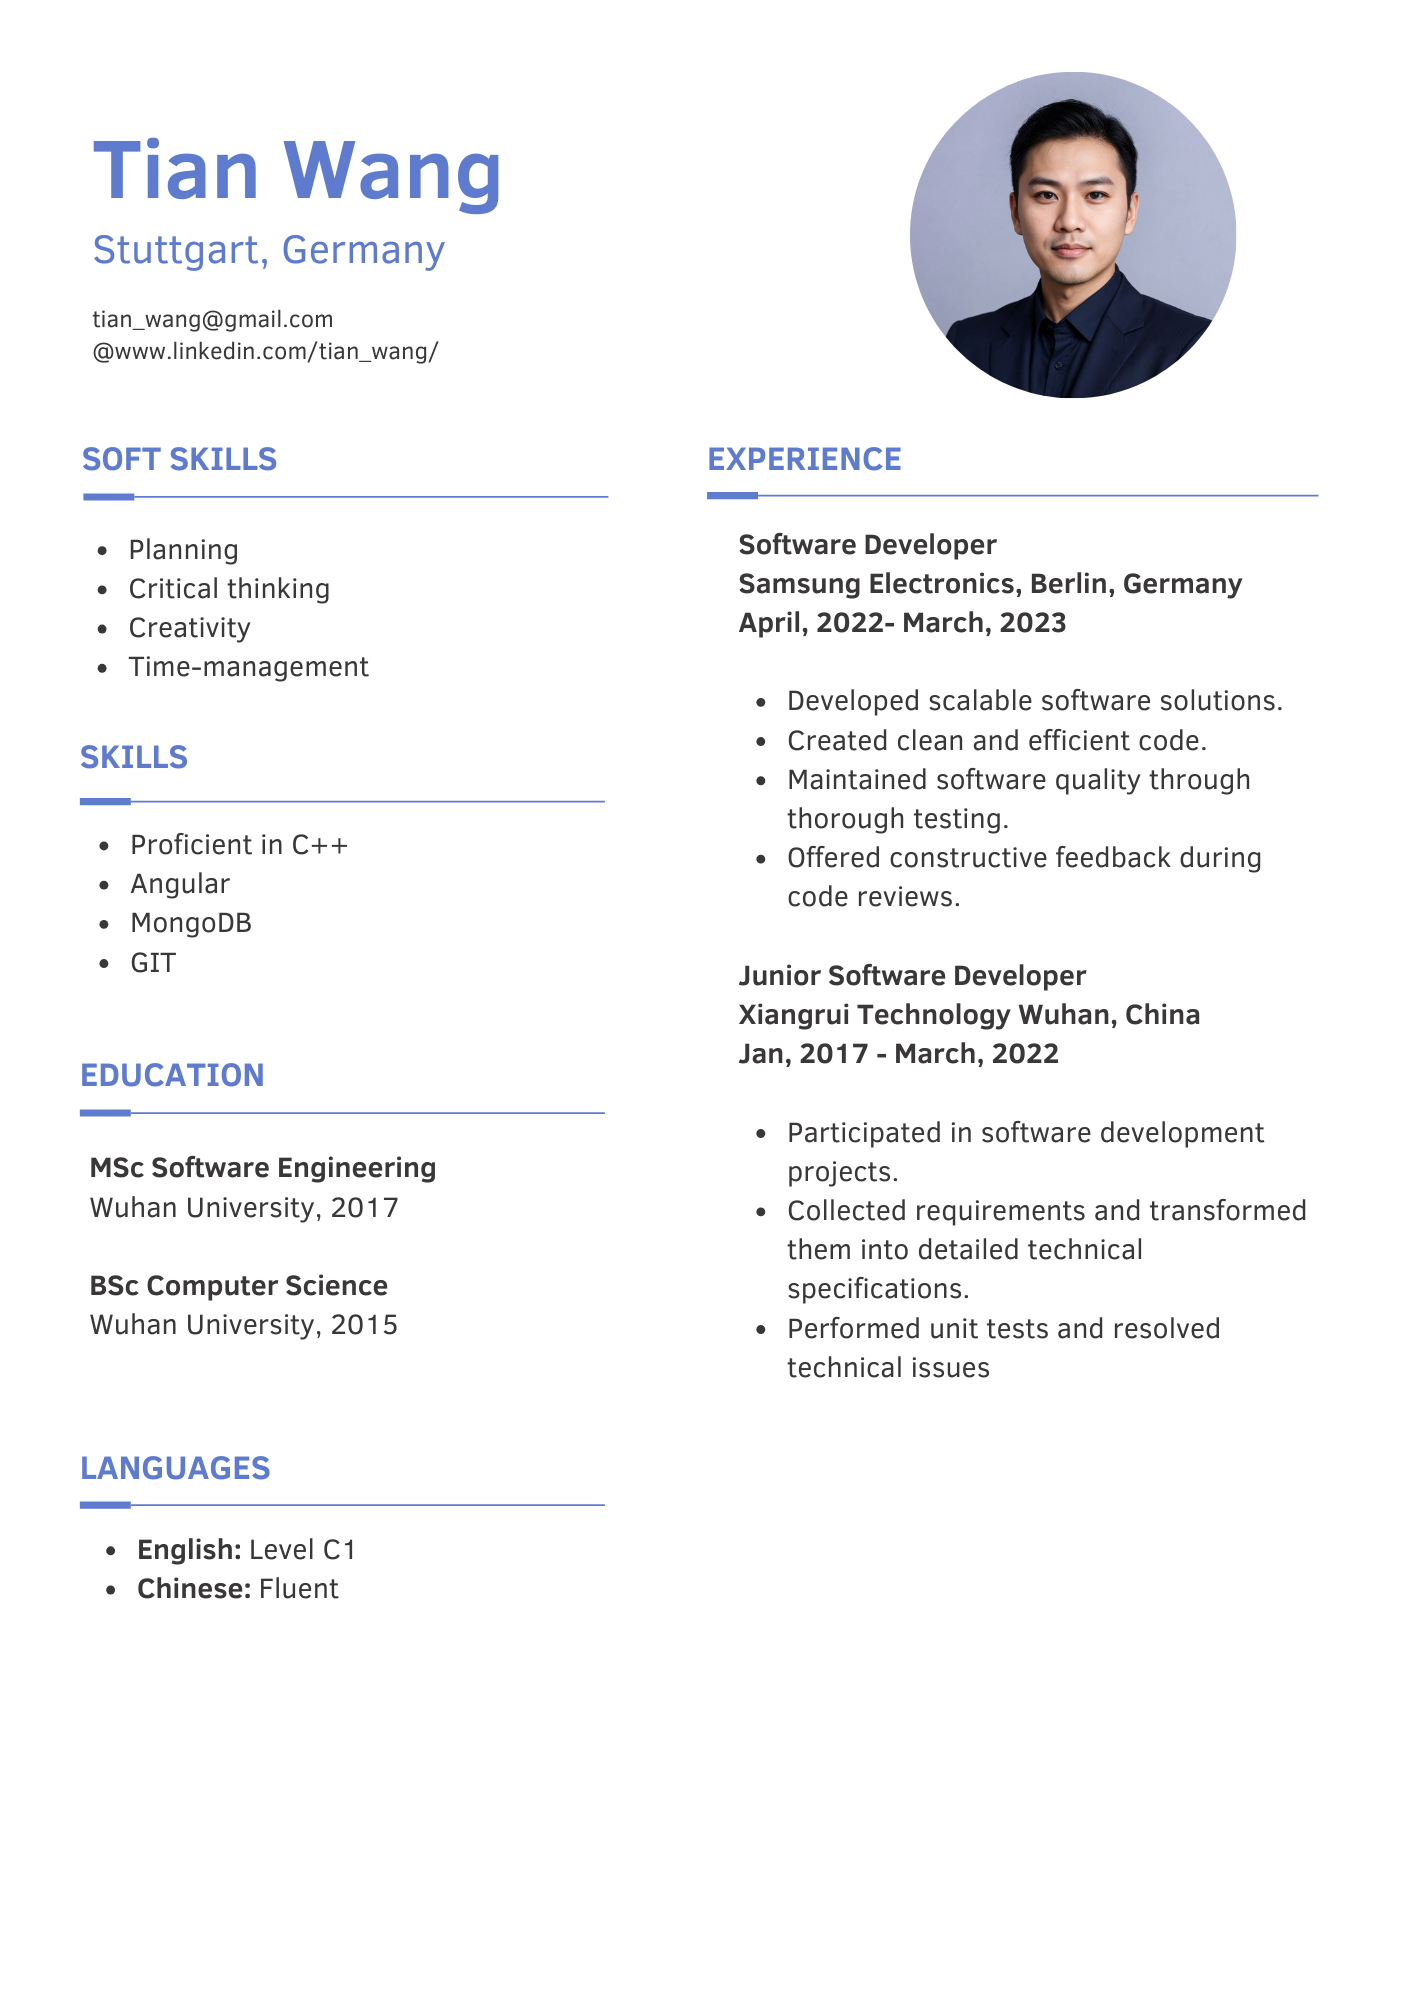 Tian Wang
Stuttgart, Germany
tian_wang@gmail.com
@www.linkedin.com/tian_wang/
SOFT SKILLS
Planning
Critical thinking
Creativity
Time-management
SKILLS
Proficient in C++
Angular
MongoDB
GIT
EDUCATION
MSc Software Engineering
Wuhan University, 2017
BSc Computer Science
Wuhan University, 2015
LANGUAGES
English: Level C1
Chinese: Fluent
EXPERIENCE
Software Developer
Samsung Electronics, Berlin, Germany
April, 2022- March, 2023
Developed scalable software solutions.
Created clean and efficient code.
Maintained software quality through
thorough testing.
Offered constructive feedback during
code reviews.
Junior Software Developer
Xiangrui Technology Wuhan, China
Jan, 2017 - March, 2022
Participated in software development
projects.
Collected requirements and transformed
them into detailed technical
specifications.
Performed unit tests and resolved
technical issues